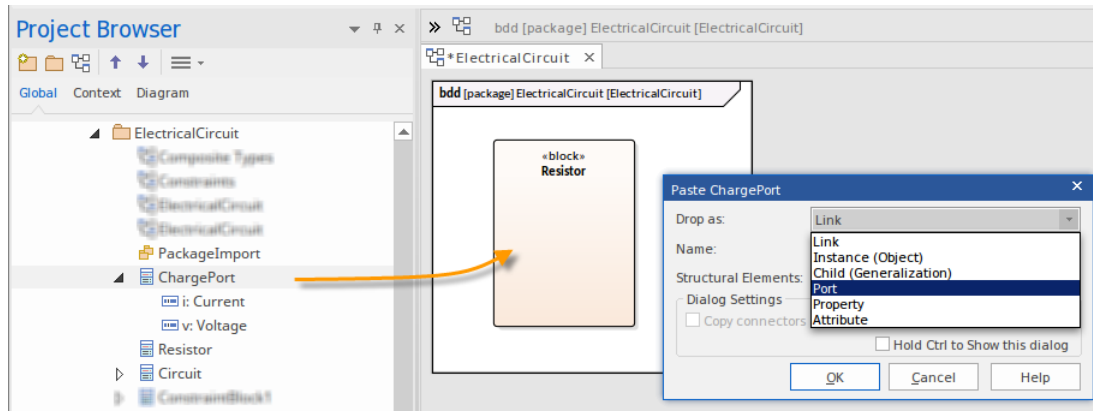 Project Browser
Global Context Diagram
ElectricalCircuit
PackageImport
ChargePort
i: Current
v: Voltage
Resistor
Circuit
bdd [package] ElectricalCircuit [ElectricalCircuit]
*ElectricalCircuit
bdd [package] ElectricalCircuit [ElectricalCircuit]
«block»
Resistor
Paste ChargePort
Drop as: Link
Link
Instance (Object)
Child (Generalization)
Port
Property
Attribute
Name:
Structural Elements:
Dialog Settings
Copy connectors
Hold Ctrl to Show this dialog
OK Cancel Help